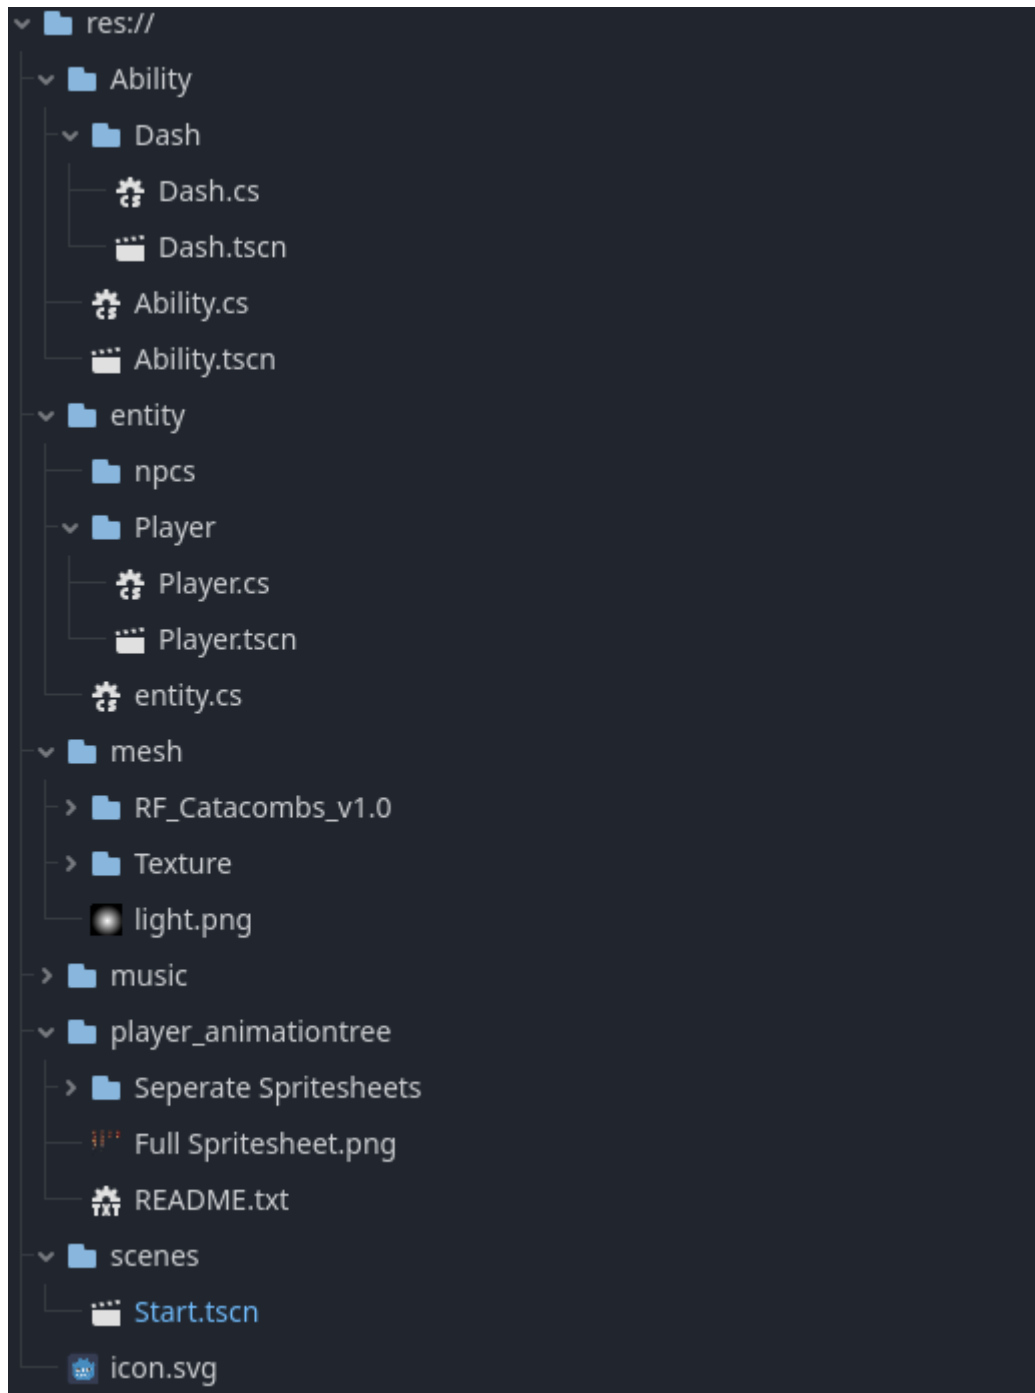 res://
Ability
Dash
Dash.cs
Dash.tscn
Ability.cs
Ability.tscn
entity
npcs
Player
Player.cs
Player.tscn
entity.cs
mesh
RF_Catacombs_v1.0
Texture
light.png
music
player_animationtree
Seperate Spritesheets
Full Spritesheet.png
README.txt
scenes
Start.tscn
icon.svg